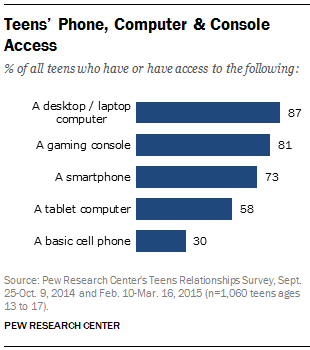 Teens' Phone, Computer & Console
Access
% of all teens who have or have access to the following:
A desktop / laptop
computer
87
A gaming console
81
A smartphone
73
A tablet computer
58
A basic cell phone
30
Source: Pew Research Center's Teens Relationships Survey, Sept.
25-Oct. 9, 2014 and Feb. 10-Mar. 16, 2015 (n=1,060 teens ages
13 to 17).
PEW RESEARCH CENTER